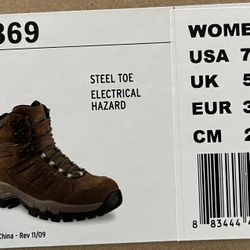 369
STEEL TOE
ELECTRICAL
HAZARD
WOME
USA 7
UK 5
EUR 3
CM 2
China - Rev 11/09
8 83444 4